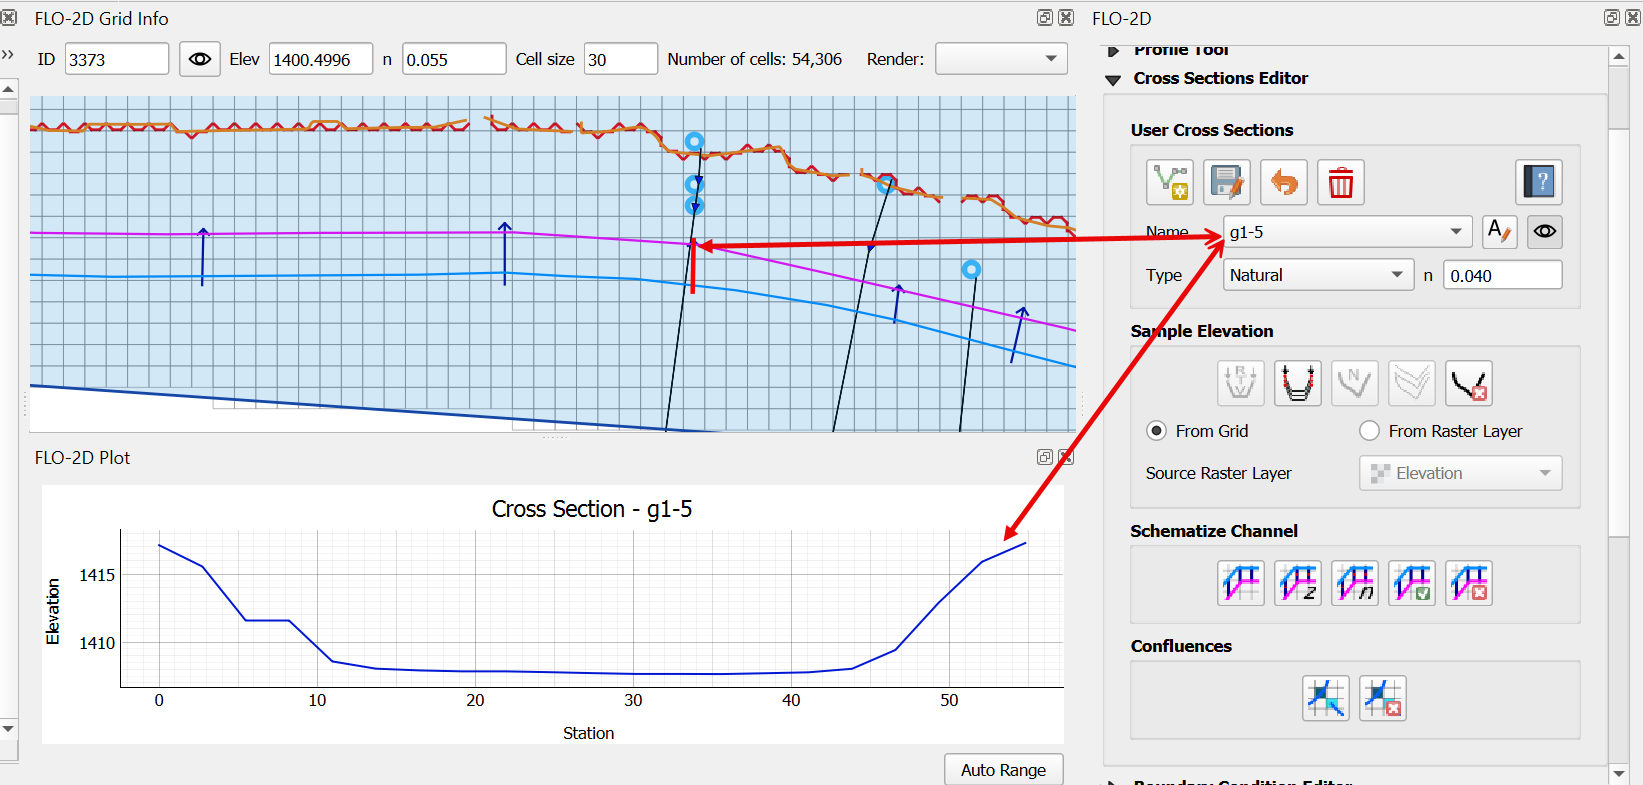 FLO-2D Grid Info
FLO-2D
ID 3373 Elev 1400.4996 n 0.055 Cell size 30 Number of cells: 54,306 Render:
Profile Tool
Cross Sections Editor
User Cross Sections
Name g1-5
Type Natural n 0.040
Sample Elevation
From Grid From Raster Layer
Source Raster Layer Elevation
Schematize Channel
Confluences
Boundary Condition Editor
FLO-2D Plot
Cross Section - g1-5
Elevation
1415
1410
0 10 20 30 40 50
Station
Auto Range